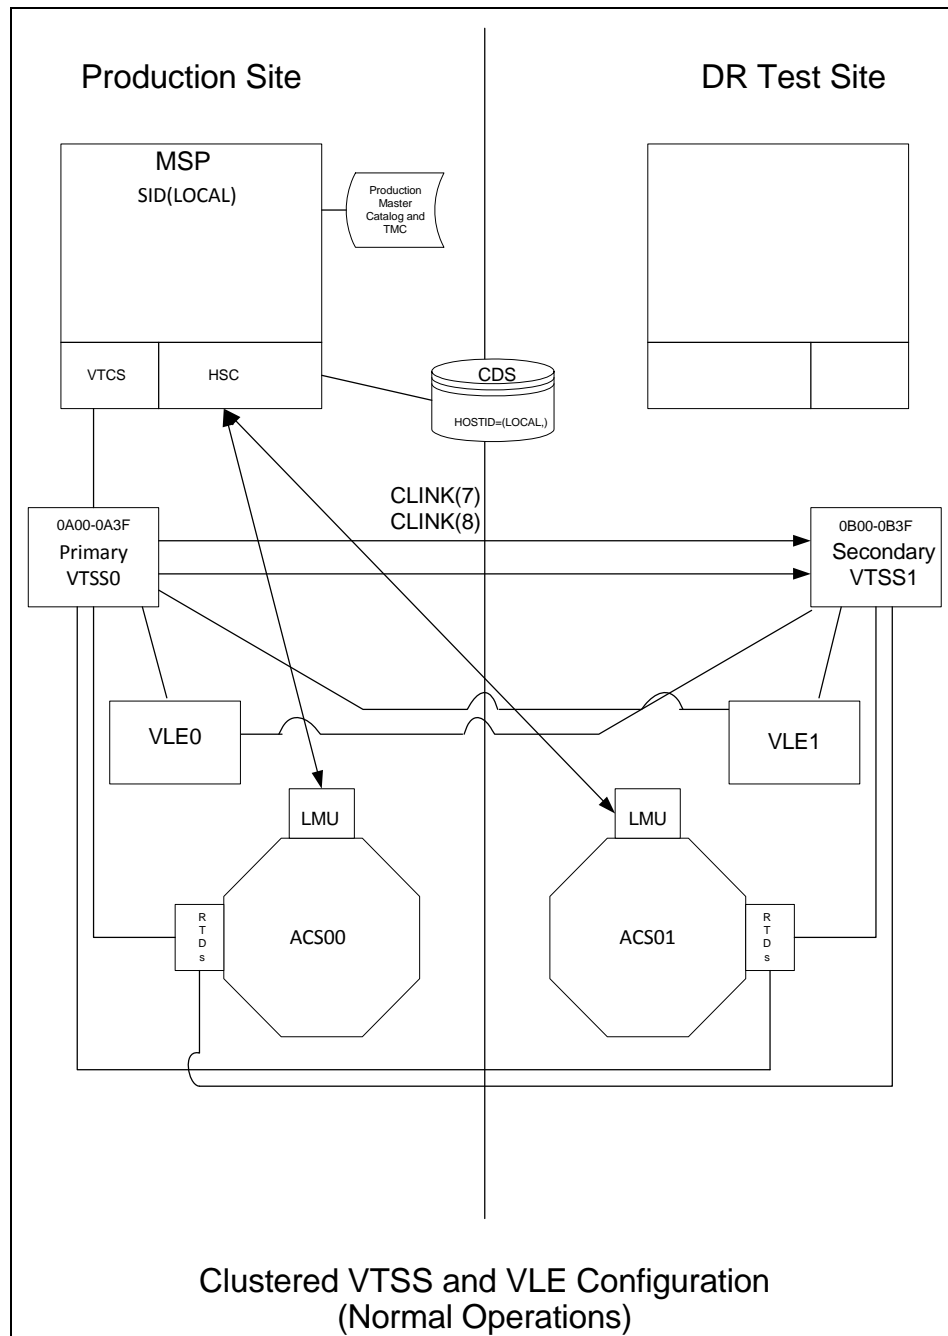 Production Site
DR Test Site
MSP
SID(LOCAL)
Production
Master
Catalog and
TMC
VTCS
HSC
CDS
HOSTID=(LOCAL,)
CLINK(7)
CLINK(8)
0A00-0A3F
Primary
VTSS0
0B00-0B3F
Secondary
VTSS1
VLE0
VLE1
LMU
LMU
R
T
D
s
ACS00
ACS01
R
T
D
s
Clustered VTSS and VLE Configuration
(Normal Operations)